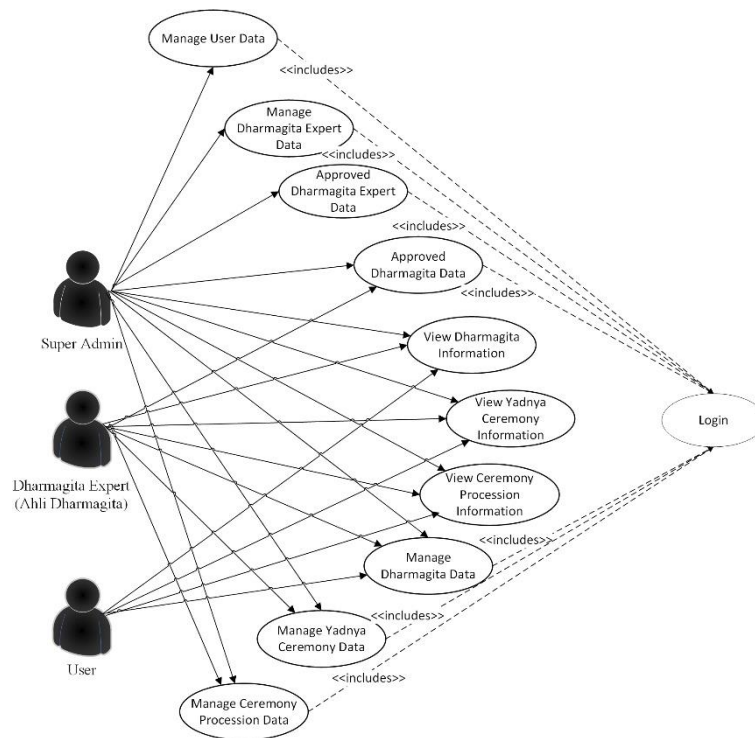 Manage User Data
<<includes>>
Manage
Dharmagita Expert
Data
<<includes>>
Approved
Dharmagita Expert
Data
<<includes>>
Approved
Dharmagita Data
<<includes>>
Super Admin
View Dharmagita
Information
View Yadnya
Ceremony
Information
Login
Dharmagita Expert
(Ahli Dharmagita)
View Ceremony
Procession
Information
<<includes>>
Manage
Dharmagita Data
<<includes>>
User
Manage Yadnya
Ceremony Data
<<includes>>
Manage Ceremony
Procession Data